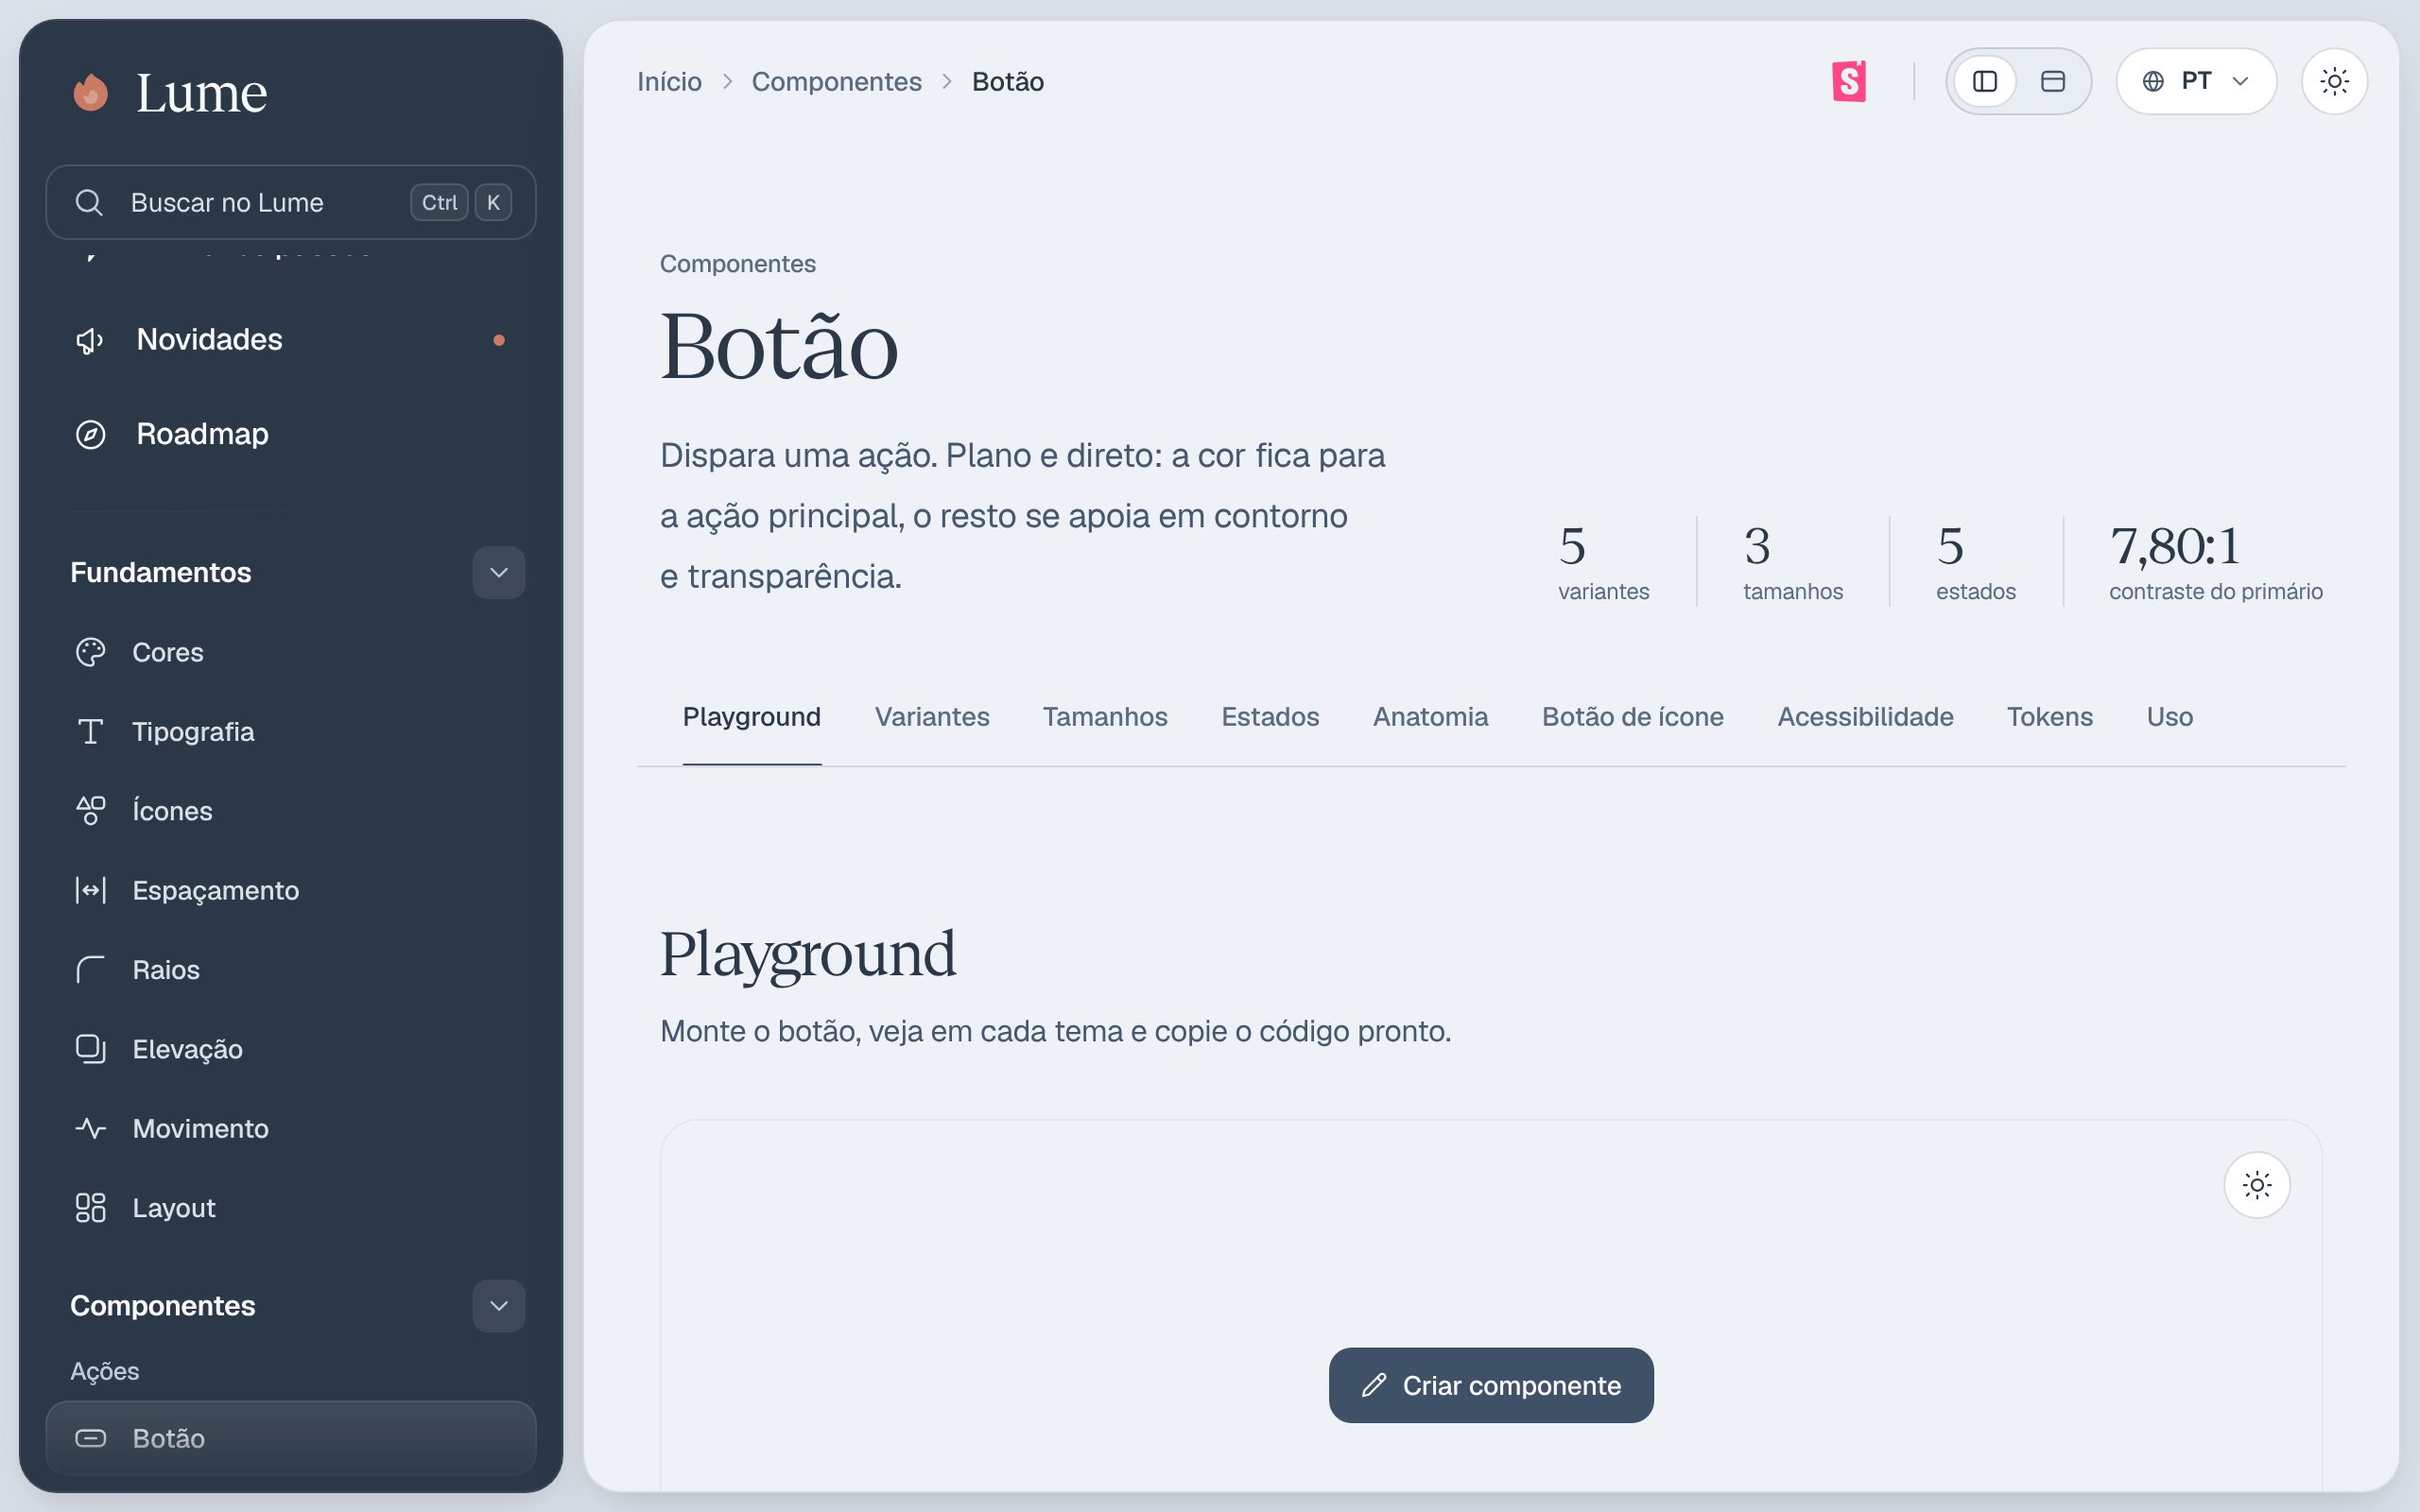 Lume
Buscar no Lume
Ctrl K
Novidades
Roadmap
Fundamentos
Cores
Tipografia
Ícones
Espaçamento
Raios
Elevação
Movimento
Layout
Componentes
Ações
Botão
Início
Componentes
Botão
S
PT
Componentes
Botão
Dispara uma ação. Plano e direto: a cor fica para
a ação principal, o resto se apoia em contorno
e transparência.
5
variantes
3
tamanhos
5
estados
7,80:1
contraste do primário
Playground
Variantes
Tamanhos
Estados
Anatomia
Botão de ícone
Acessibilidade
Tokens
Uso
Playground
Monte o botão, veja em cada tema e copie o código pronto.
Criar componente